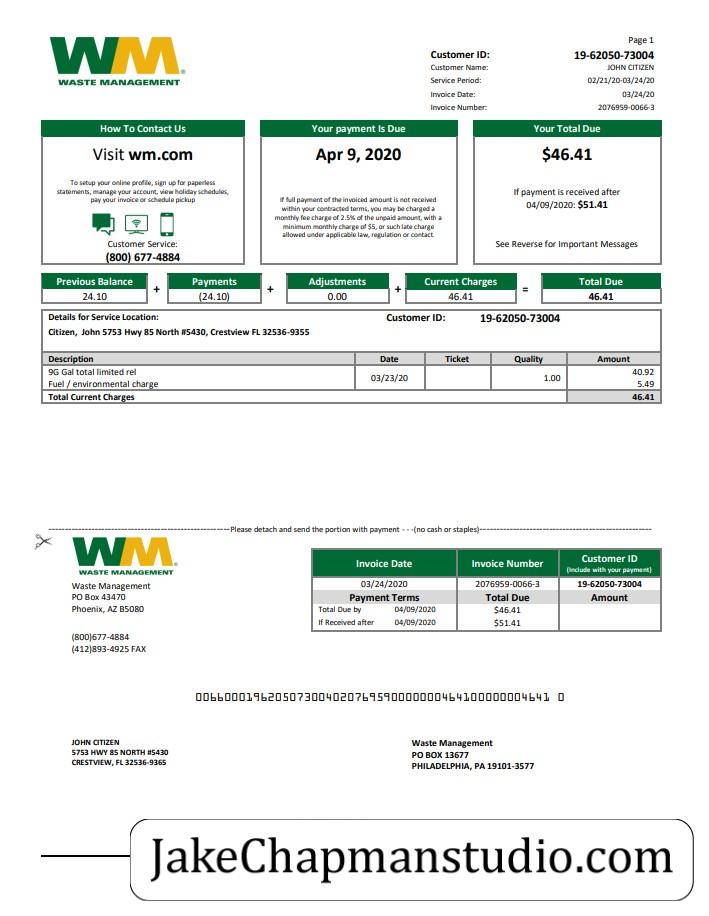 Page 1
WM
WASTE MANAGEMENT
Customer ID: 19-62050-73004
Customer Name: JOHN CITIZEN
Service Period: 02/21/20-03/24/20
Invoice Date: 03/24/20
Invoice Number: 2076959-0066-3
How To Contact Us
Visit wm.com
To setup your online profile, sign up for paperless
statements, manage your account, view holiday schedules,
pay your invoice or schedule pickup
Customer Service:
(800) 677-4884
Your payment Is Due
Apr 9, 2020
If full payment of the invoiced amount is not received
within your contracted terms, you may be charged a
monthly fee charge of 2.5% of the unpaid amount, with a
minimum monthly charge of $5, or such late charge
allowed under applicable law, regulation or contact.
Your Total Due
$46.41
If payment is received after
04/09/2020: $51.41
See Reverse for Important Messages
Previous Balance + Payments + Adjustments + Current Charges = Total Due
24.10 (24.10) 0.00 46.41 46.41
Details for Service Location: Customer ID: 19-62050-73004
Citizen, John 5753 Hwy 85 North #5430, Crestview FL 32536-9355
Description Date Ticket Quality Amount
9G Gal total limited rel 03/23/20 1.00 40.92
Fuel / environmental charge 5.49
Total Current Charges 46.41
Please detach and send the portion with payment - - -(no cash or staples)
WM
WASTE MANAGEMENT
Waste Management
PO Box 43470
Phoenix, AZ B5080
(800)677-4884
(412)893-4925 FAX
Invoice Date Invoice Number Customer ID
(include with your payment)
03/24/2020 2076959-0066-3 19-62050-73004
Payment Terms Total Due Amount
Total Due by 04/09/2020 $46.41
If Received after 04/09/2020 $51.41
0066000196205073004020769590000000464100000004641 0
JOHN CITIZEN
5753 HWY 85 NORTH #5430
CRESTVIEW, FL 32536-9365
Waste Management
PO BOX 13677
PHILADELPHIA, PA 19101-3577
JakeChapmanstudio.com